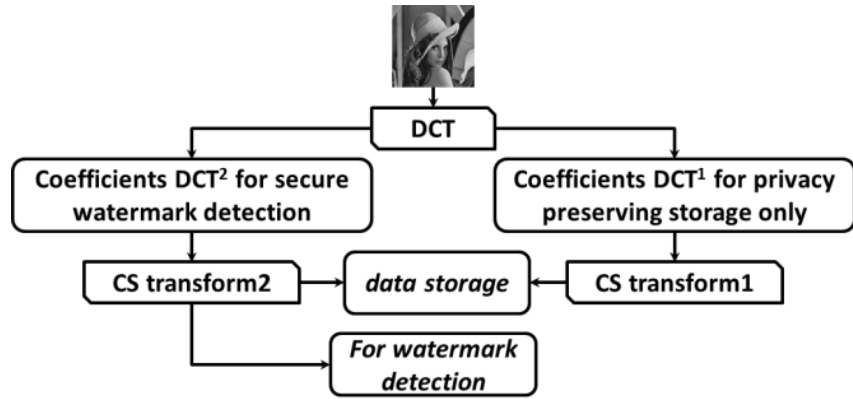 DCT
Coefficients DCT² for secure
watermark detection
Coefficients DCT¹ for privacy
preserving storage only
CS transform2
data storage
CS transform1
For watermark
detection